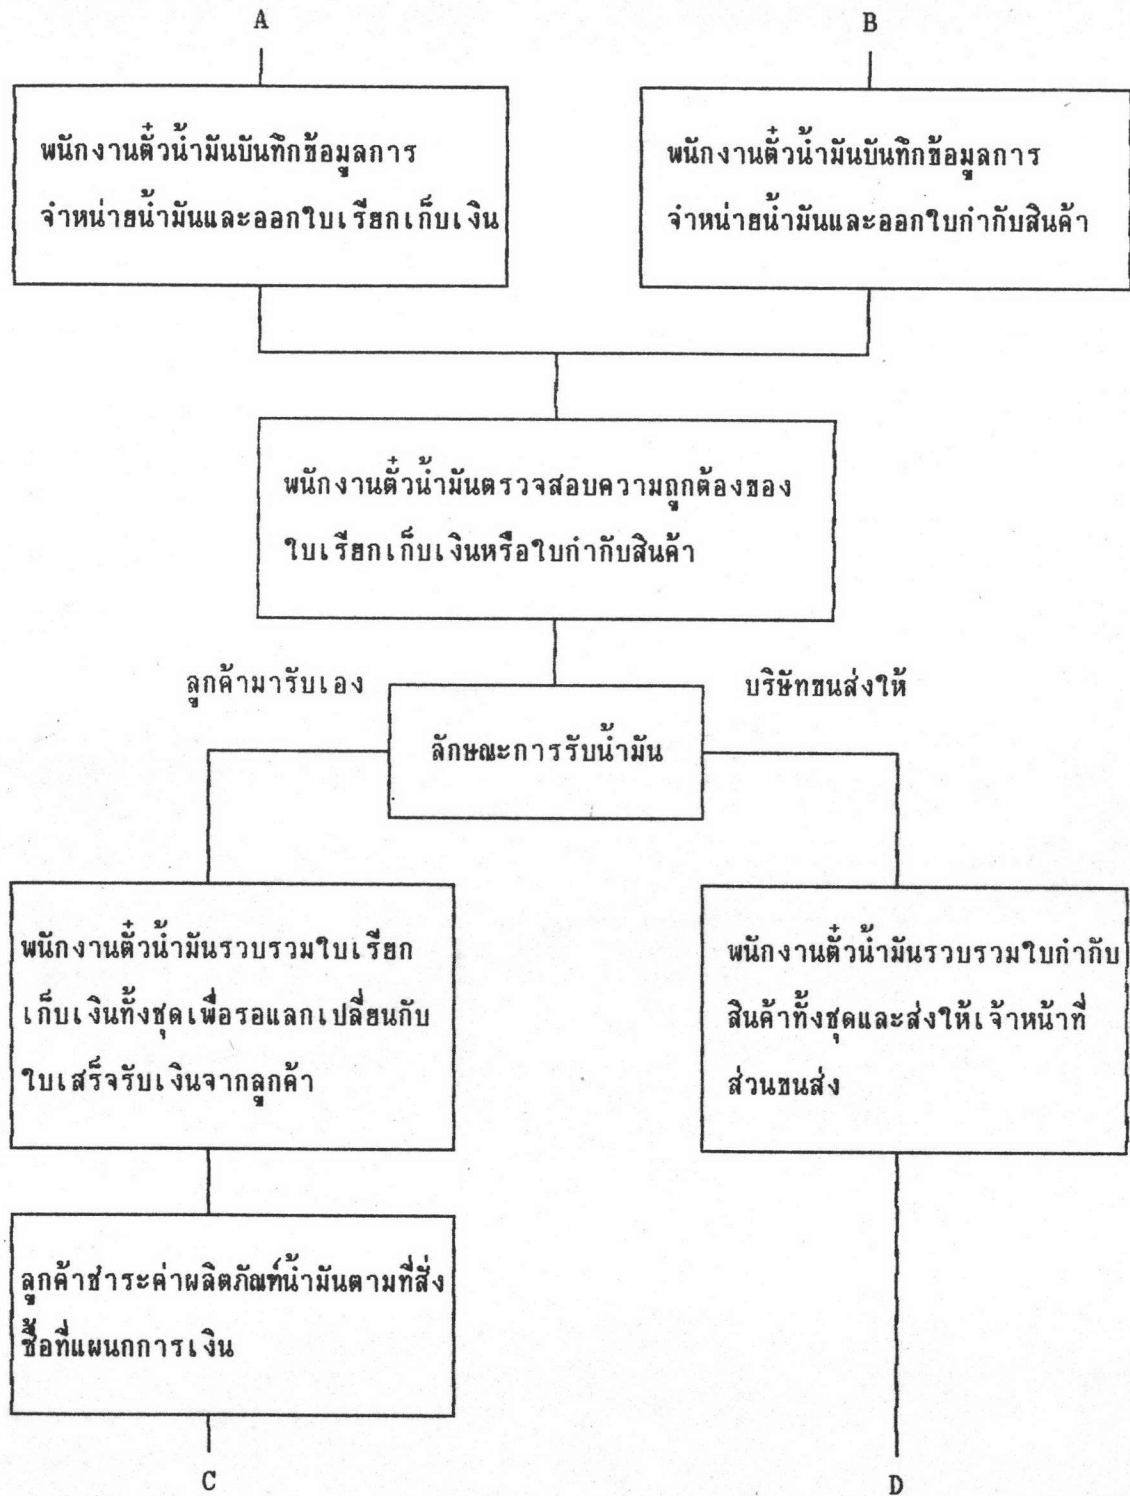 A
B
พนักงานตั๋วน้ำมันบันทึกข้อมูลการ
จำหน่ายน้ำมันและออกใบเรียกเก็บเงิน
พนักงานตั๋วน้ำมันบันทึกข้อมูลการ
จำหน่ายน้ำมันและออกใบกำกับสินค้า
พนักงานตั๋วน้ำมันตรวจสอบความถูกต้องของ
ใบเรียกเก็บเงินหรือใบกำกับสินค้า
ลูกค้ามารับเอง
บริษัทขนส่งให้
ลักษณะการรับน้ำมัน
พนักงานตั๋วน้ำมันรวบรวมใบเรียก
เก็บเงินทั้งชุดเพื่อรอแลกเปลี่ยนกับ
ใบเสร็จรับเงินจากลูกค้า
พนักงานตั๋วน้ำมันรวบรวมใบกำกับ
สินค้าทั้งชุดและส่งให้เจ้าหน้าที่
ส่วนขนส่ง
ลูกค้าชำระค่าผลิตภัณฑ์น้ำมันตามที่สั่ง
ซื้อที่แผนกการเงิน
C
D